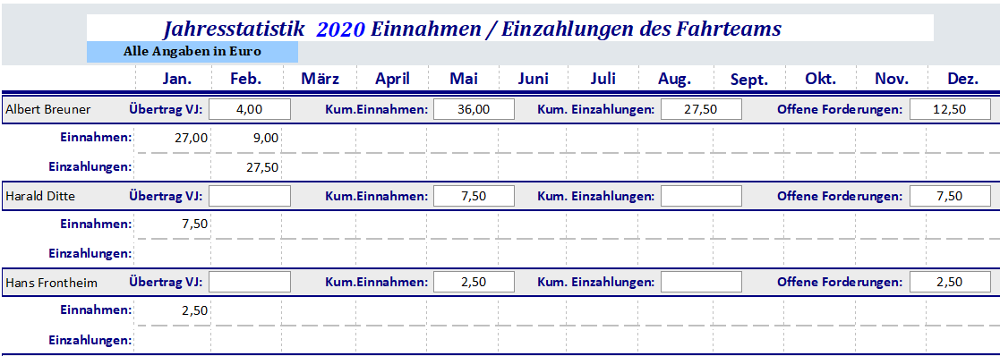 Jahresstatistik 2020 Einnahmen / Einzahlungen des Fahrteams
Alle Angaben in Euro
Jan. Feb. März April Mai Juni Juli Aug. Sept. Okt. Nov. Dez.
Albert Breuner Übertrag VJ: 4,00 Kum.Einnahmen: 36,00 Kum. Einzahlungen: 27,50 Offene Forderungen: 12,50
Einnahmen: 27,00 9,00
Einzahlungen: 27,50
Harald Ditte Übertrag VJ: Kum.Einnahmen: 7,50 Kum. Einzahlungen: Offene Forderungen: 7,50
Einnahmen: 7,50
Einzahlungen:
Hans Frontheim Übertrag VJ: Kum.Einnahmen: 2,50 Kum. Einzahlungen: Offene Forderungen: 2,50
Einnahmen: 2,50
Einzahlungen: